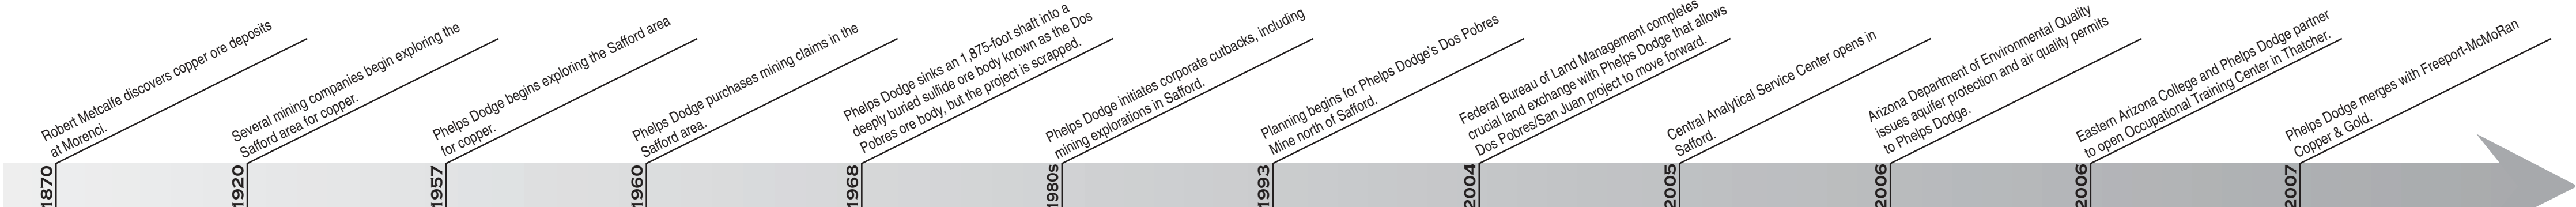 Robert Metcalfe discovers copper ore deposits
at Morenci.
1870
Several mining companies begin exploring the
Safford area for copper.
1920
Phelps Dodge begins exploring the Safford area
for copper.
1957
Phelps Dodge purchases mining claims in the
Safford area.
1960
Phelps Dodge sinks an 1,875-foot shaft into a
deeply buried sulfide ore body known as the Dos
Pobres ore body, but the project is scrapped.
1968
Phelps Dodge initiates corporate cutbacks, including
mining explorations in Safford.
1980s
Planning begins for Phelps Dodge's Dos Pobres
Mine north of Safford.
1993
Federal Bureau of Land Management completes
crucial land exchange with Phelps Dodge that allows
Dos Pobres/San Juan project to move forward.
2004
Central Analytical Service Center opens in
Safford.
2005
Arizona Department of Environmental Quality
issues aquifer protection and air quality permits
to Phelps Dodge.
2006
Eastern Arizona College and Phelps Dodge partner
to open Occupational Training Center in Thatcher.
2006
Phelps Dodge merges with Freeport-McMoRan
Copper & Gold.
2007